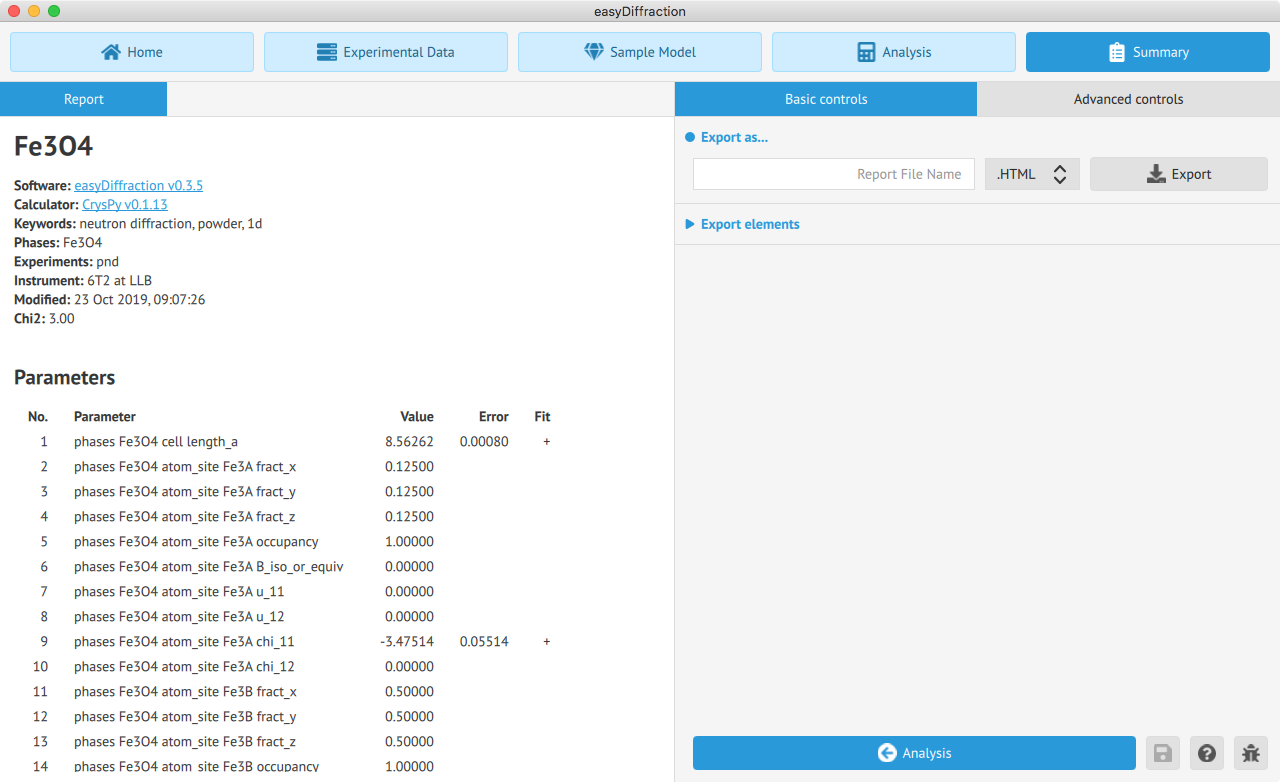 easyDiffraction
Home Experimental Data Sample Model Analysis Summary
Report
Basic controls Advanced controls
Fe3O4
Software: easyDiffraction v0.3.5
Calculator: CrysPy v0.1.13
Keywords: neutron diffraction, powder, 1d
Phases: Fe3O4
Experiments: pnd
Instrument: 6T2 at LLB
Modified: 23 Oct 2019, 09:07:26
Chi2: 3.00
Parameters
No. Parameter Value Error Fit
1 phases Fe3O4 cell length_a 8.56262 0.00080 +
2 phases Fe3O4 atom_site Fe3A fract_x 0.12500
3 phases Fe3O4 atom_site Fe3A fract_y 0.12500
4 phases Fe3O4 atom_site Fe3A fract_z 0.12500
5 phases Fe3O4 atom_site Fe3A occupancy 1.00000
6 phases Fe3O4 atom_site Fe3A B_iso_or_equiv 0.00000
7 phases Fe3O4 atom_site Fe3A u_11 0.00000
8 phases Fe3O4 atom_site Fe3A u_12 0.00000
9 phases Fe3O4 atom_site Fe3A chi_11 -3.47514 0.05514 +
10 phases Fe3O4 atom_site Fe3A chi_12 0.00000
11 phases Fe3O4 atom_site Fe3B fract_x 0.50000
12 phases Fe3O4 atom_site Fe3B fract_y 0.50000
13 phases Fe3O4 atom_site Fe3B fract_z 0.50000
14 phases Fe3O4 atom_site Fe3B occupancy 1.00000
Export as...
Report File Name .HTML Export
Export elements
Analysis